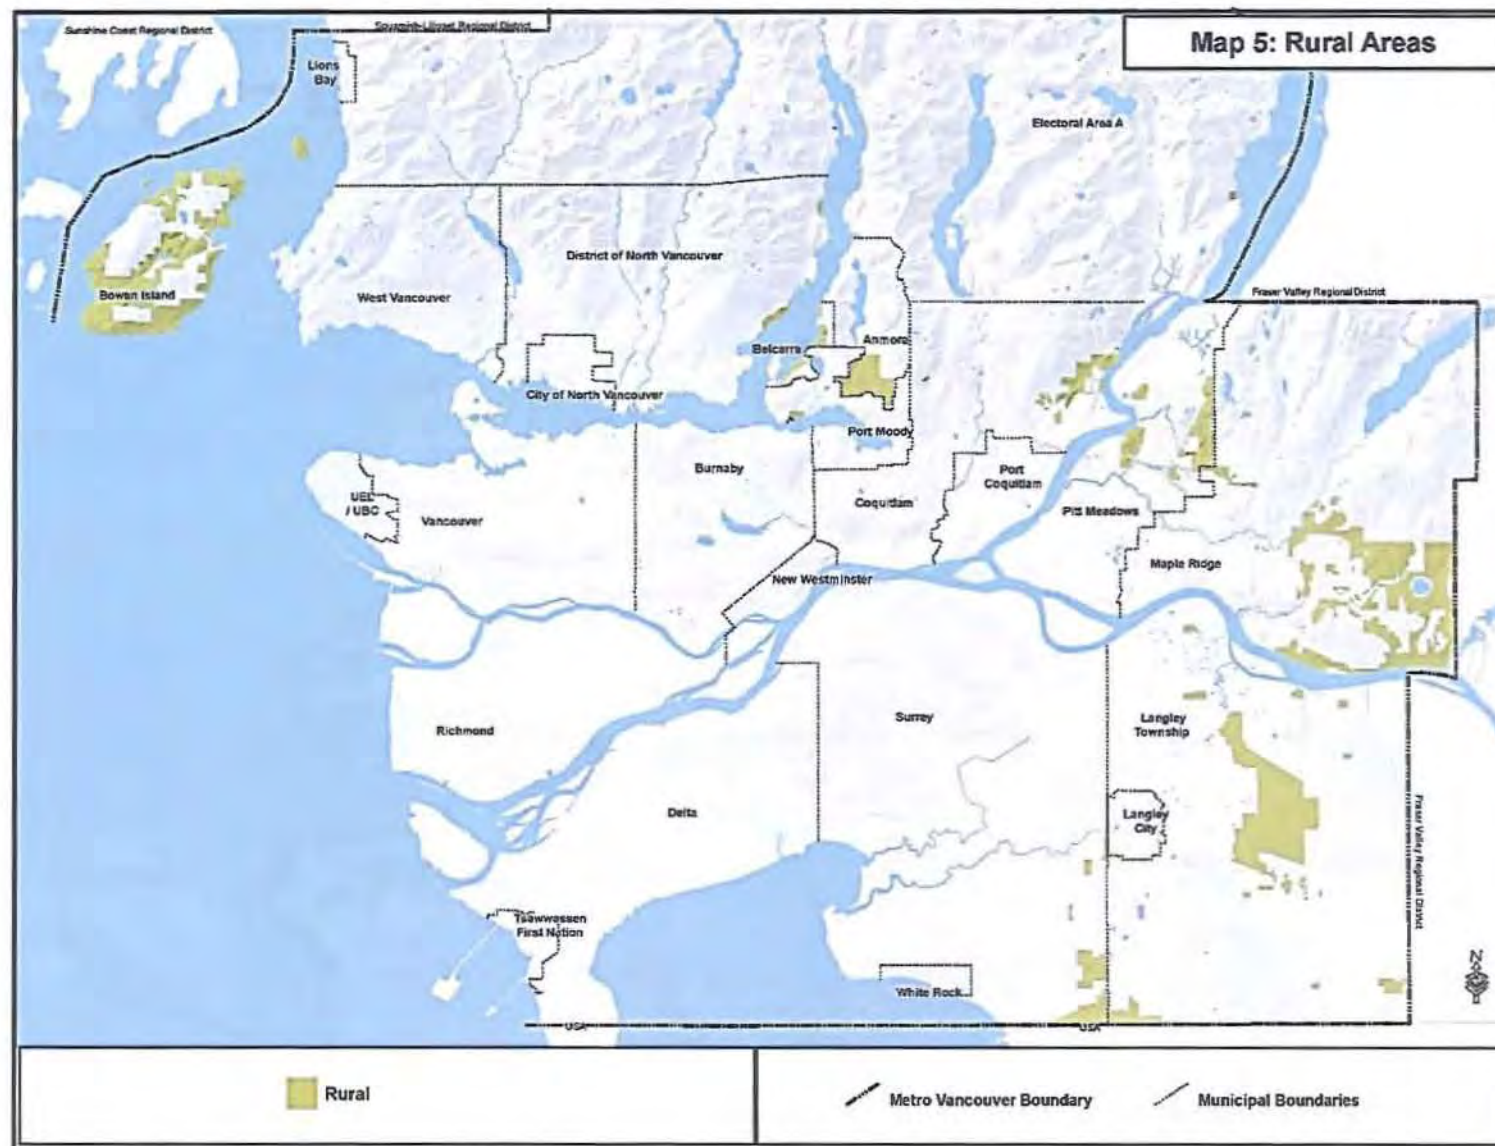 Map 5: Rural Areas
Sunshine Coast Regional District
Squamish-Lillooet Regional District
Lions
Bay
Electoral Area A
District of North Vancouver
Bowen Island
West Vancouver
Fraser Valley Regional District
Belcarra
Anmore
City of North Vancouver
Port Moody
Burnaby
Port
Coquitlam
UEL
/ UBC
Vancouver
Coquitlam
Pitt Meadows
Maple Ridge
New Westminster
Richmond
Surrey
Langley
Township
Delta
Langley
City
Fraser Valley Regional District
Tsawwassen
First Nation
White Rock
N
USA
USA
Rural
Metro Vancouver Boundary
Municipal Boundaries